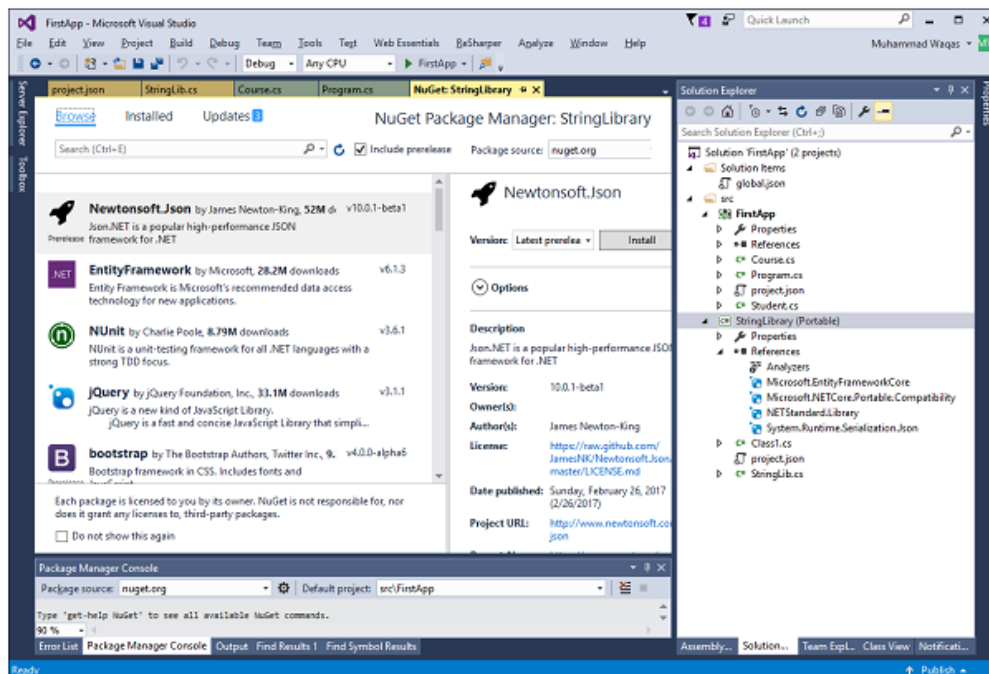 FirstApp - Microsoft Visual Studio
4
Quick Launch
File Edit View Project Build Debug Team Tools Test Web Essentials ReSharper Analyze Window Help
Muhammad Waqas
Debug Any CPU FirstApp
Server Explorer
Toolbox
project.json StringLib.cs Course.cs Program.cs NuGet: StringLibrary
Browse Installed Updates
NuGet Package Manager: StringLibrary
Search (Ctrl+E)
Include prerelease
Package source: nuget.org
Newtonsoft.Json by James Newton-King, 52M v10.0.1-beta1
Json.NET is a popular high-performance JSON
Prerelease framework for .NET
.NET
EntityFramework by Microsoft, 28.2M downloads v6.1.3
Entity Framework is Microsoft's recommended data access
technology for new applications.
n
NUnit by Charlie Poole, 8.79M downloads v3.6.1
NUnit is a unit-testing framework for all .NET languages with a
strong TDD focus.
jQuery by jQuery Foundation, Inc., 33.1M downloads v3.1.1
jQuery is a new kind of JavaScript Library.
jQuery is a fast and concise JavaScript Library that simpli...
B
bootstrap by The Bootstrap Authors, Twitter Inc., 9. v4.0.0-alpha6
Bootstrap framework in CSS. Includes fonts and
Each package is licensed to you by its owner. NuGet is not responsible for, nor
does it grant any licenses to, third-party packages.
Do not show this again
Newtonsoft.Json
Version: Latest prerelea Install
Options
Description
Json.NET is a popular high-performance JSO
framework for .NET
Version: 10.0.1-beta1
Owner(s):
Author(s): James Newton-King
License: https://raw.github.com/
JamesNK/Newtonsoft.Json/
master/LICENSE.md
Date published: Sunday, February 26, 2017
(2/26/2017)
Project URL: http://www.newtonsoft.co
json
Package Manager Console
Package source: nuget.org Default project: src\FirstApp
Type 'get-help NuGet' to see all available NuGet commands.
90 %
Error List Package Manager Console Output Find Results 1 Find Symbol Results
Solution Explorer
Search Solution Explorer (Ctrl+;)
Solution 'FirstApp' (2 projects)
Solution Items
global.json
src
FirstApp
Properties
References
Course.cs
Program.cs
project.json
Student.cs
StringLibrary (Portable)
Properties
References
Analyzers
Microsoft.EntityFrameworkCore
Microsoft.NETCore.Portable.Compatibility
NETStandard.Library
System.Runtime.Serialization.Json
Class1.cs
project.json
StringLib.cs
Assembly... Solution... Team Expl... Class View Notificati...
Properties
Ready
Publish